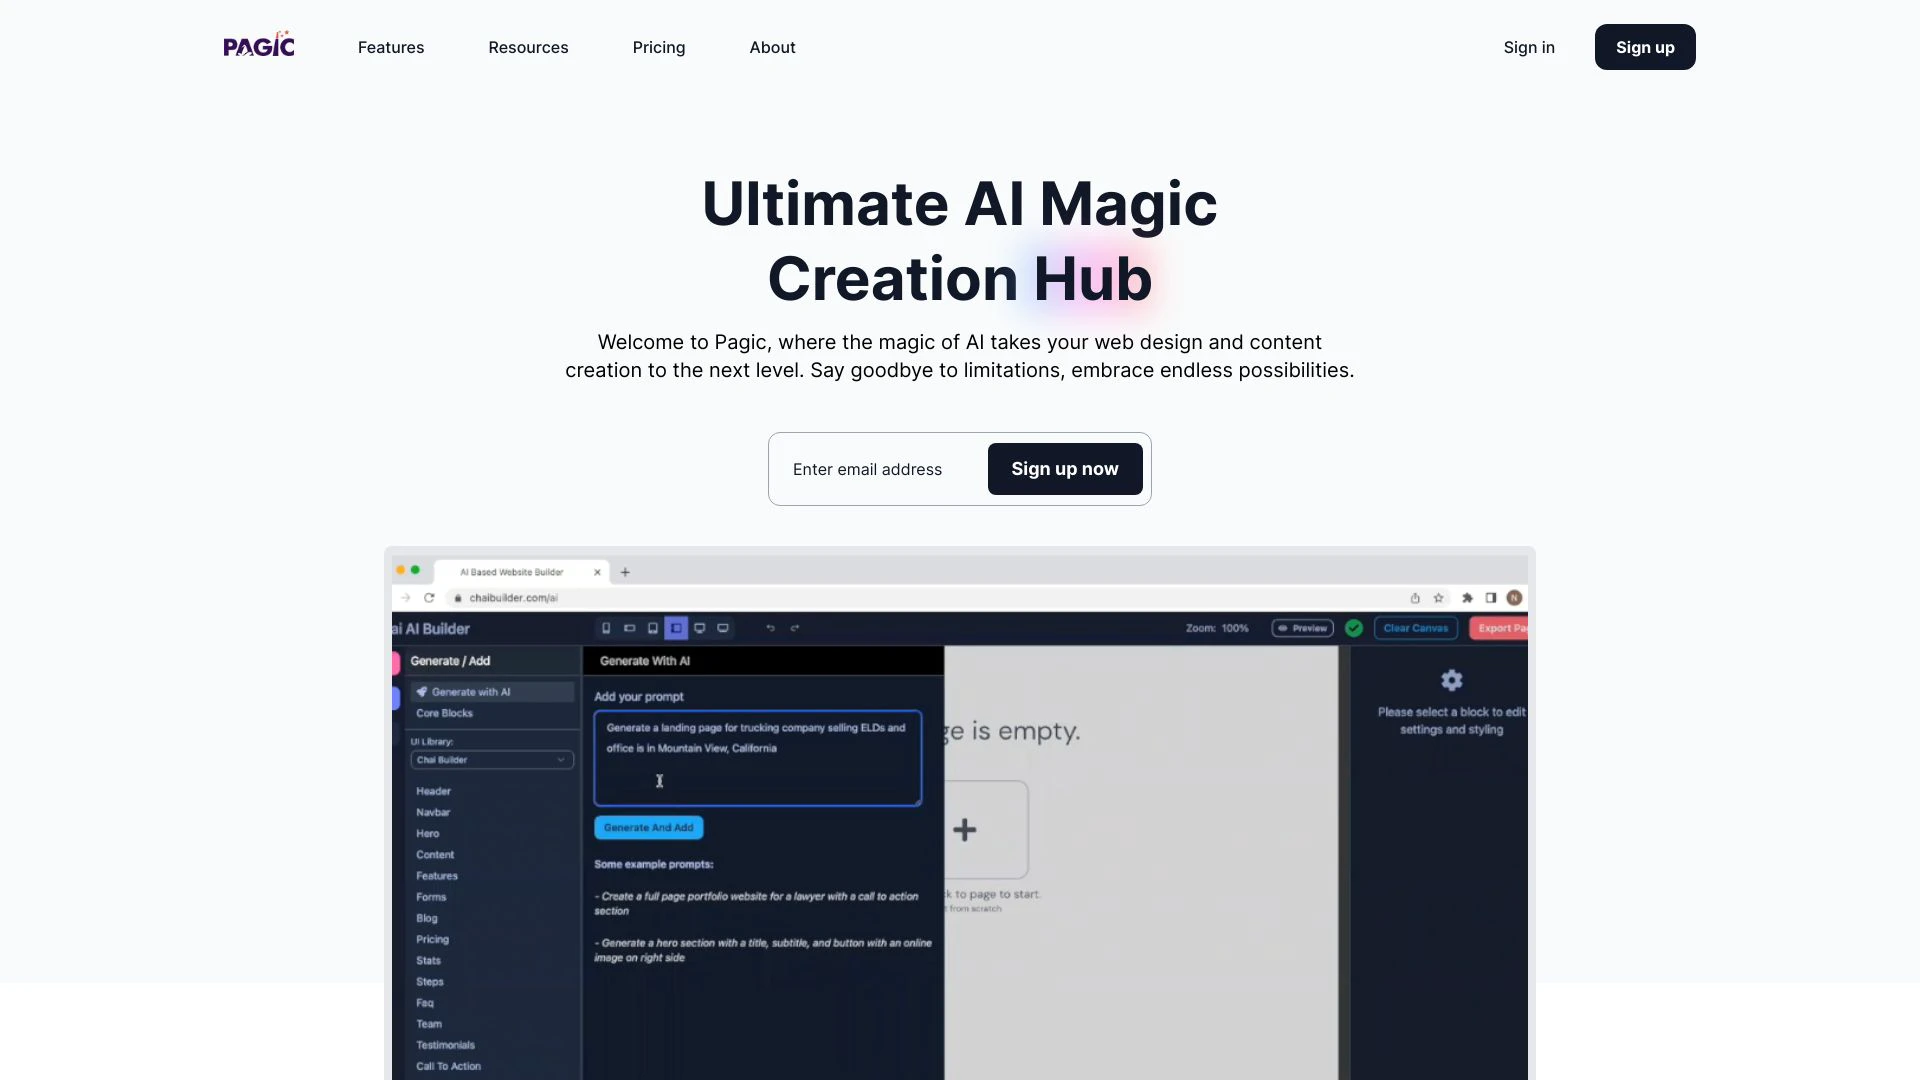 PAGIC
Features
Resources
Pricing
About
Sign in
Sign up
Ultimate AI Magic
Creation Hub
Welcome to Pagic, where the magic of AI takes your web design and content
creation to the next level. Say goodbye to limitations, embrace endless possibilities.
Enter email address
Sign up now
AI Based Website Builder
chaibuilder.com/ai
N
ai AI Builder
Zoom: 100%
Preview
Clear Canvas
Export Pa
Generate / Add
Generate with AI
Core Blocks
UI Library:
Chai Builder
Header
Navbar
Hero
Content
Features
Forms
Blog
Pricing
Stats
Steps
Faq
Team
Testimonials
Call To Action
Generate With AI
Add your prompt
Generate a landing page for trucking company selling ELDs and
office is in Mountain View, California
Generate And Add
Some example prompts:
- Create a full page portfolio website for a lawyer with a call to action
section
- Generate a hero section with a title, subtitle, and button with an online
image on right side
ge is empty.
ck to page to start.
t from scratch
Please select a block to edit
settings and styling